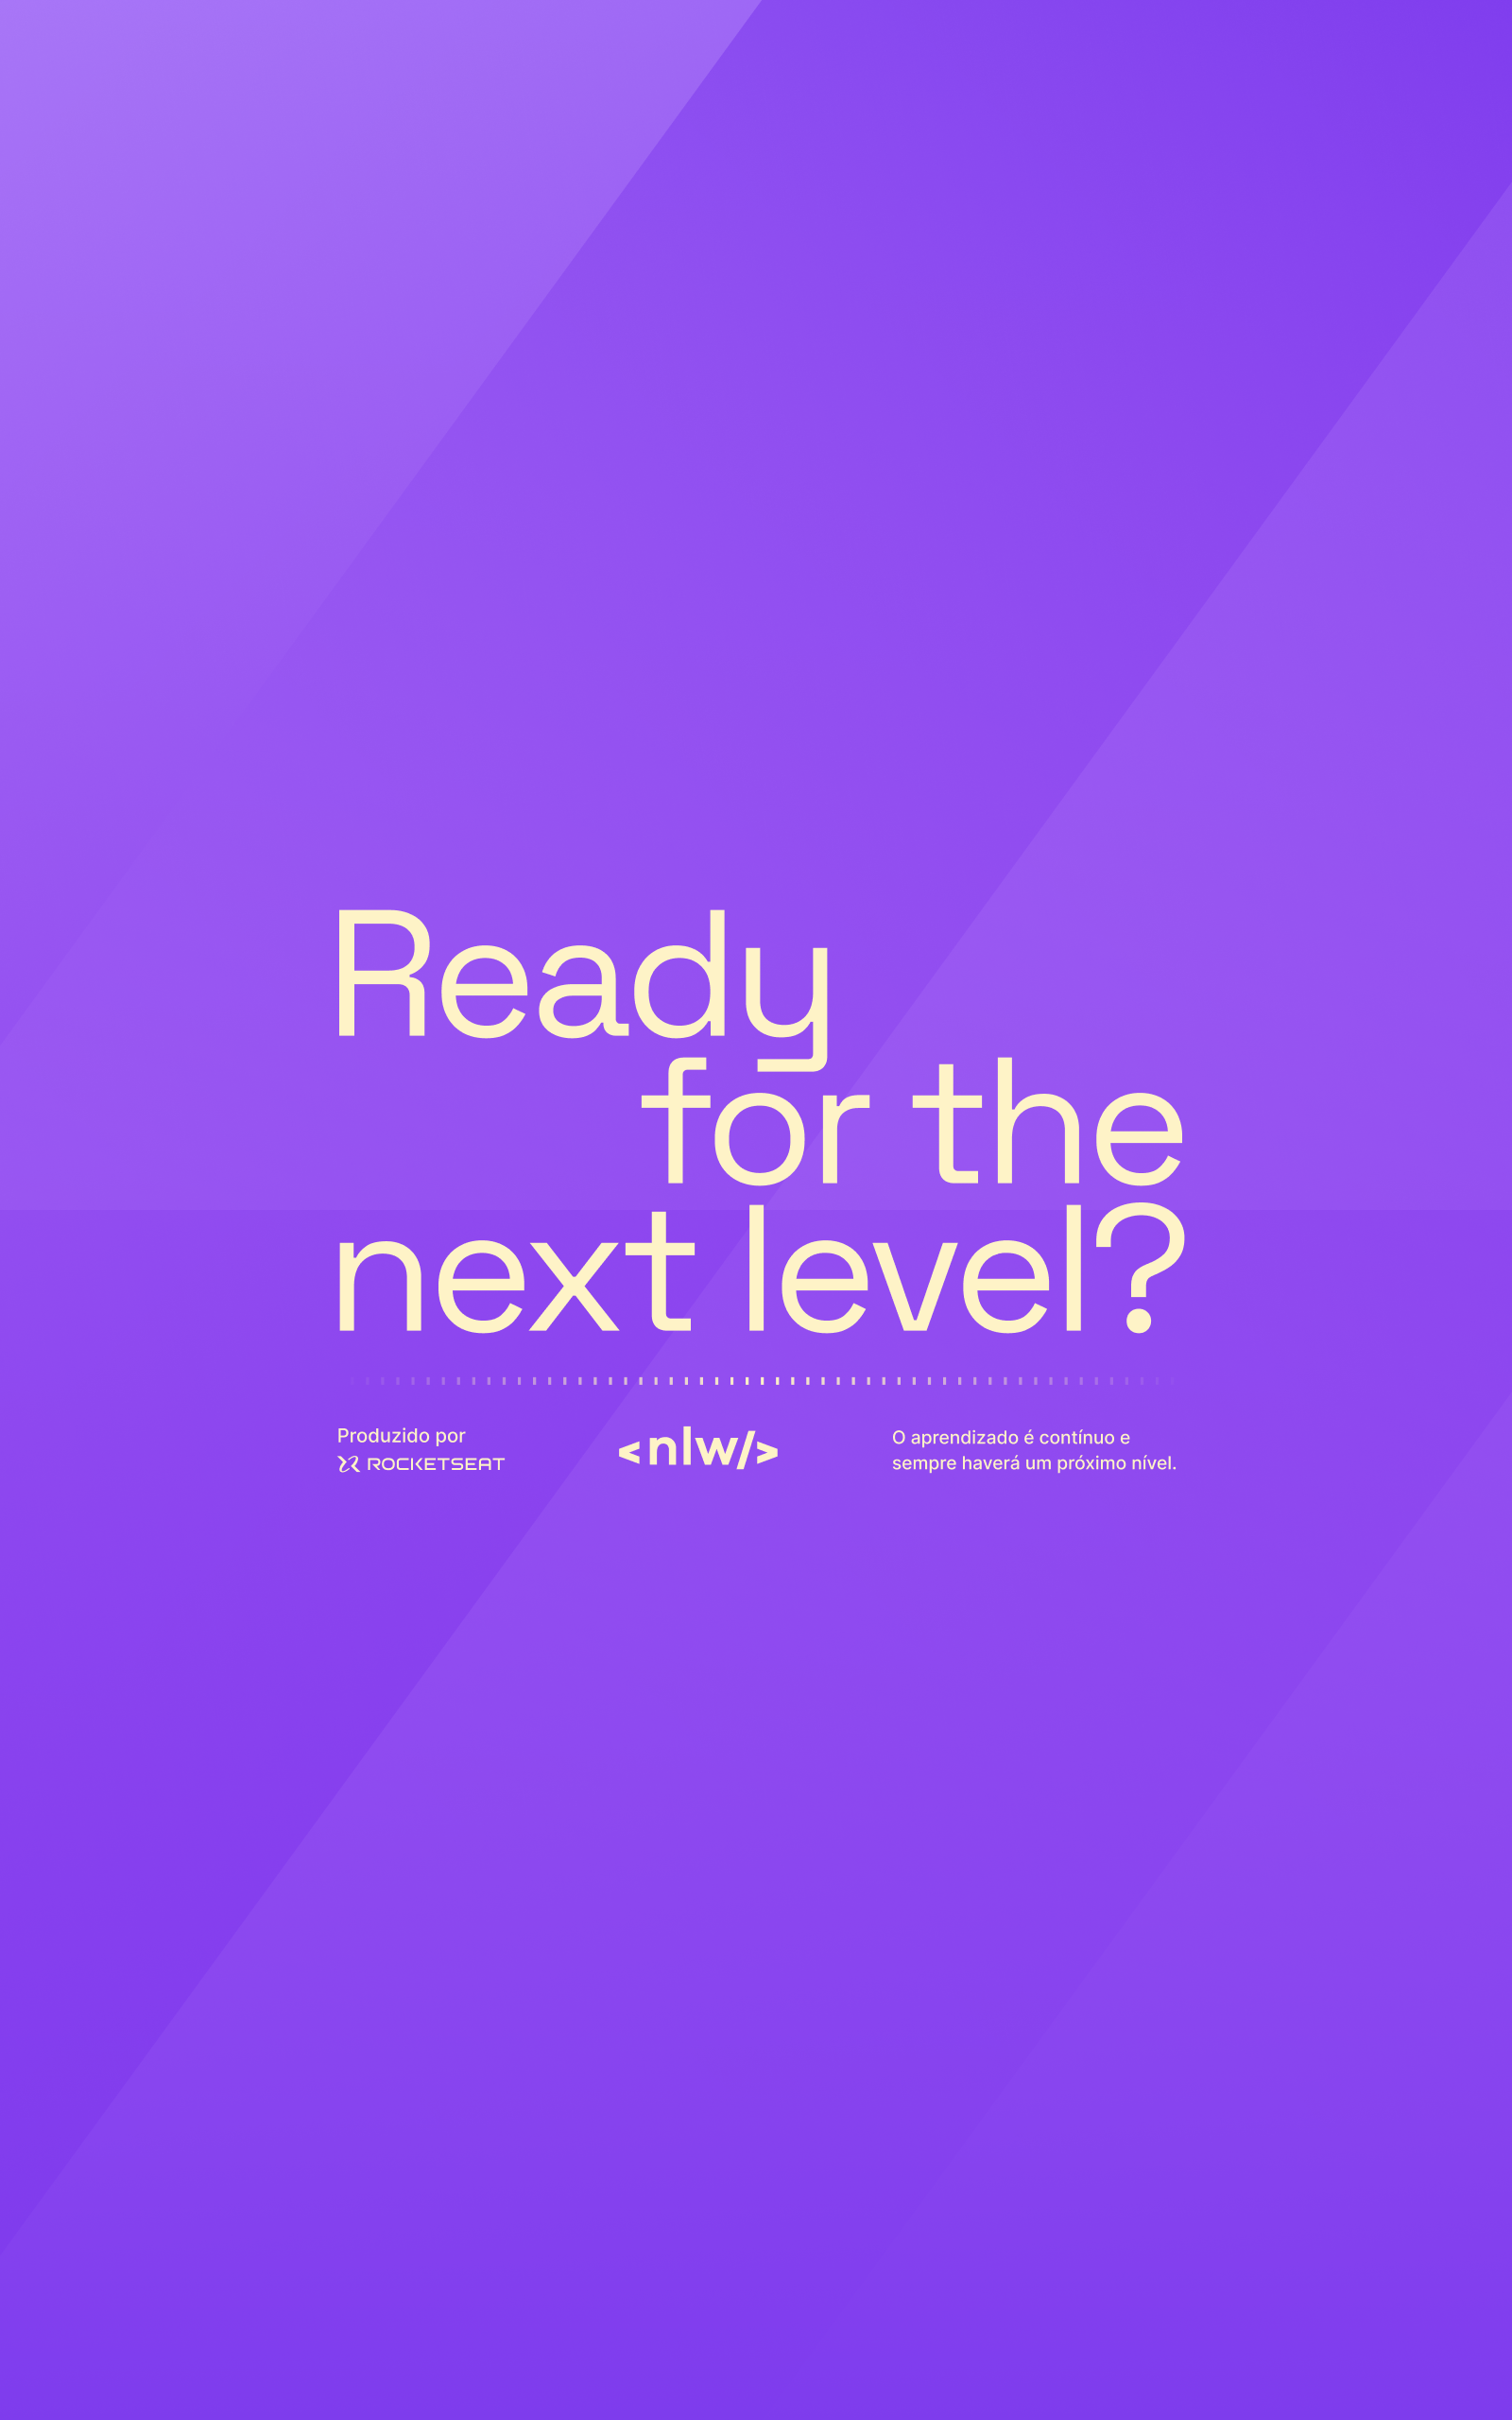 Ready
for the
next level?
Produzido por
ROCKETSEAT
<nlw/>
O aprendizado é contínuo e
sempre haverá um próximo nível.